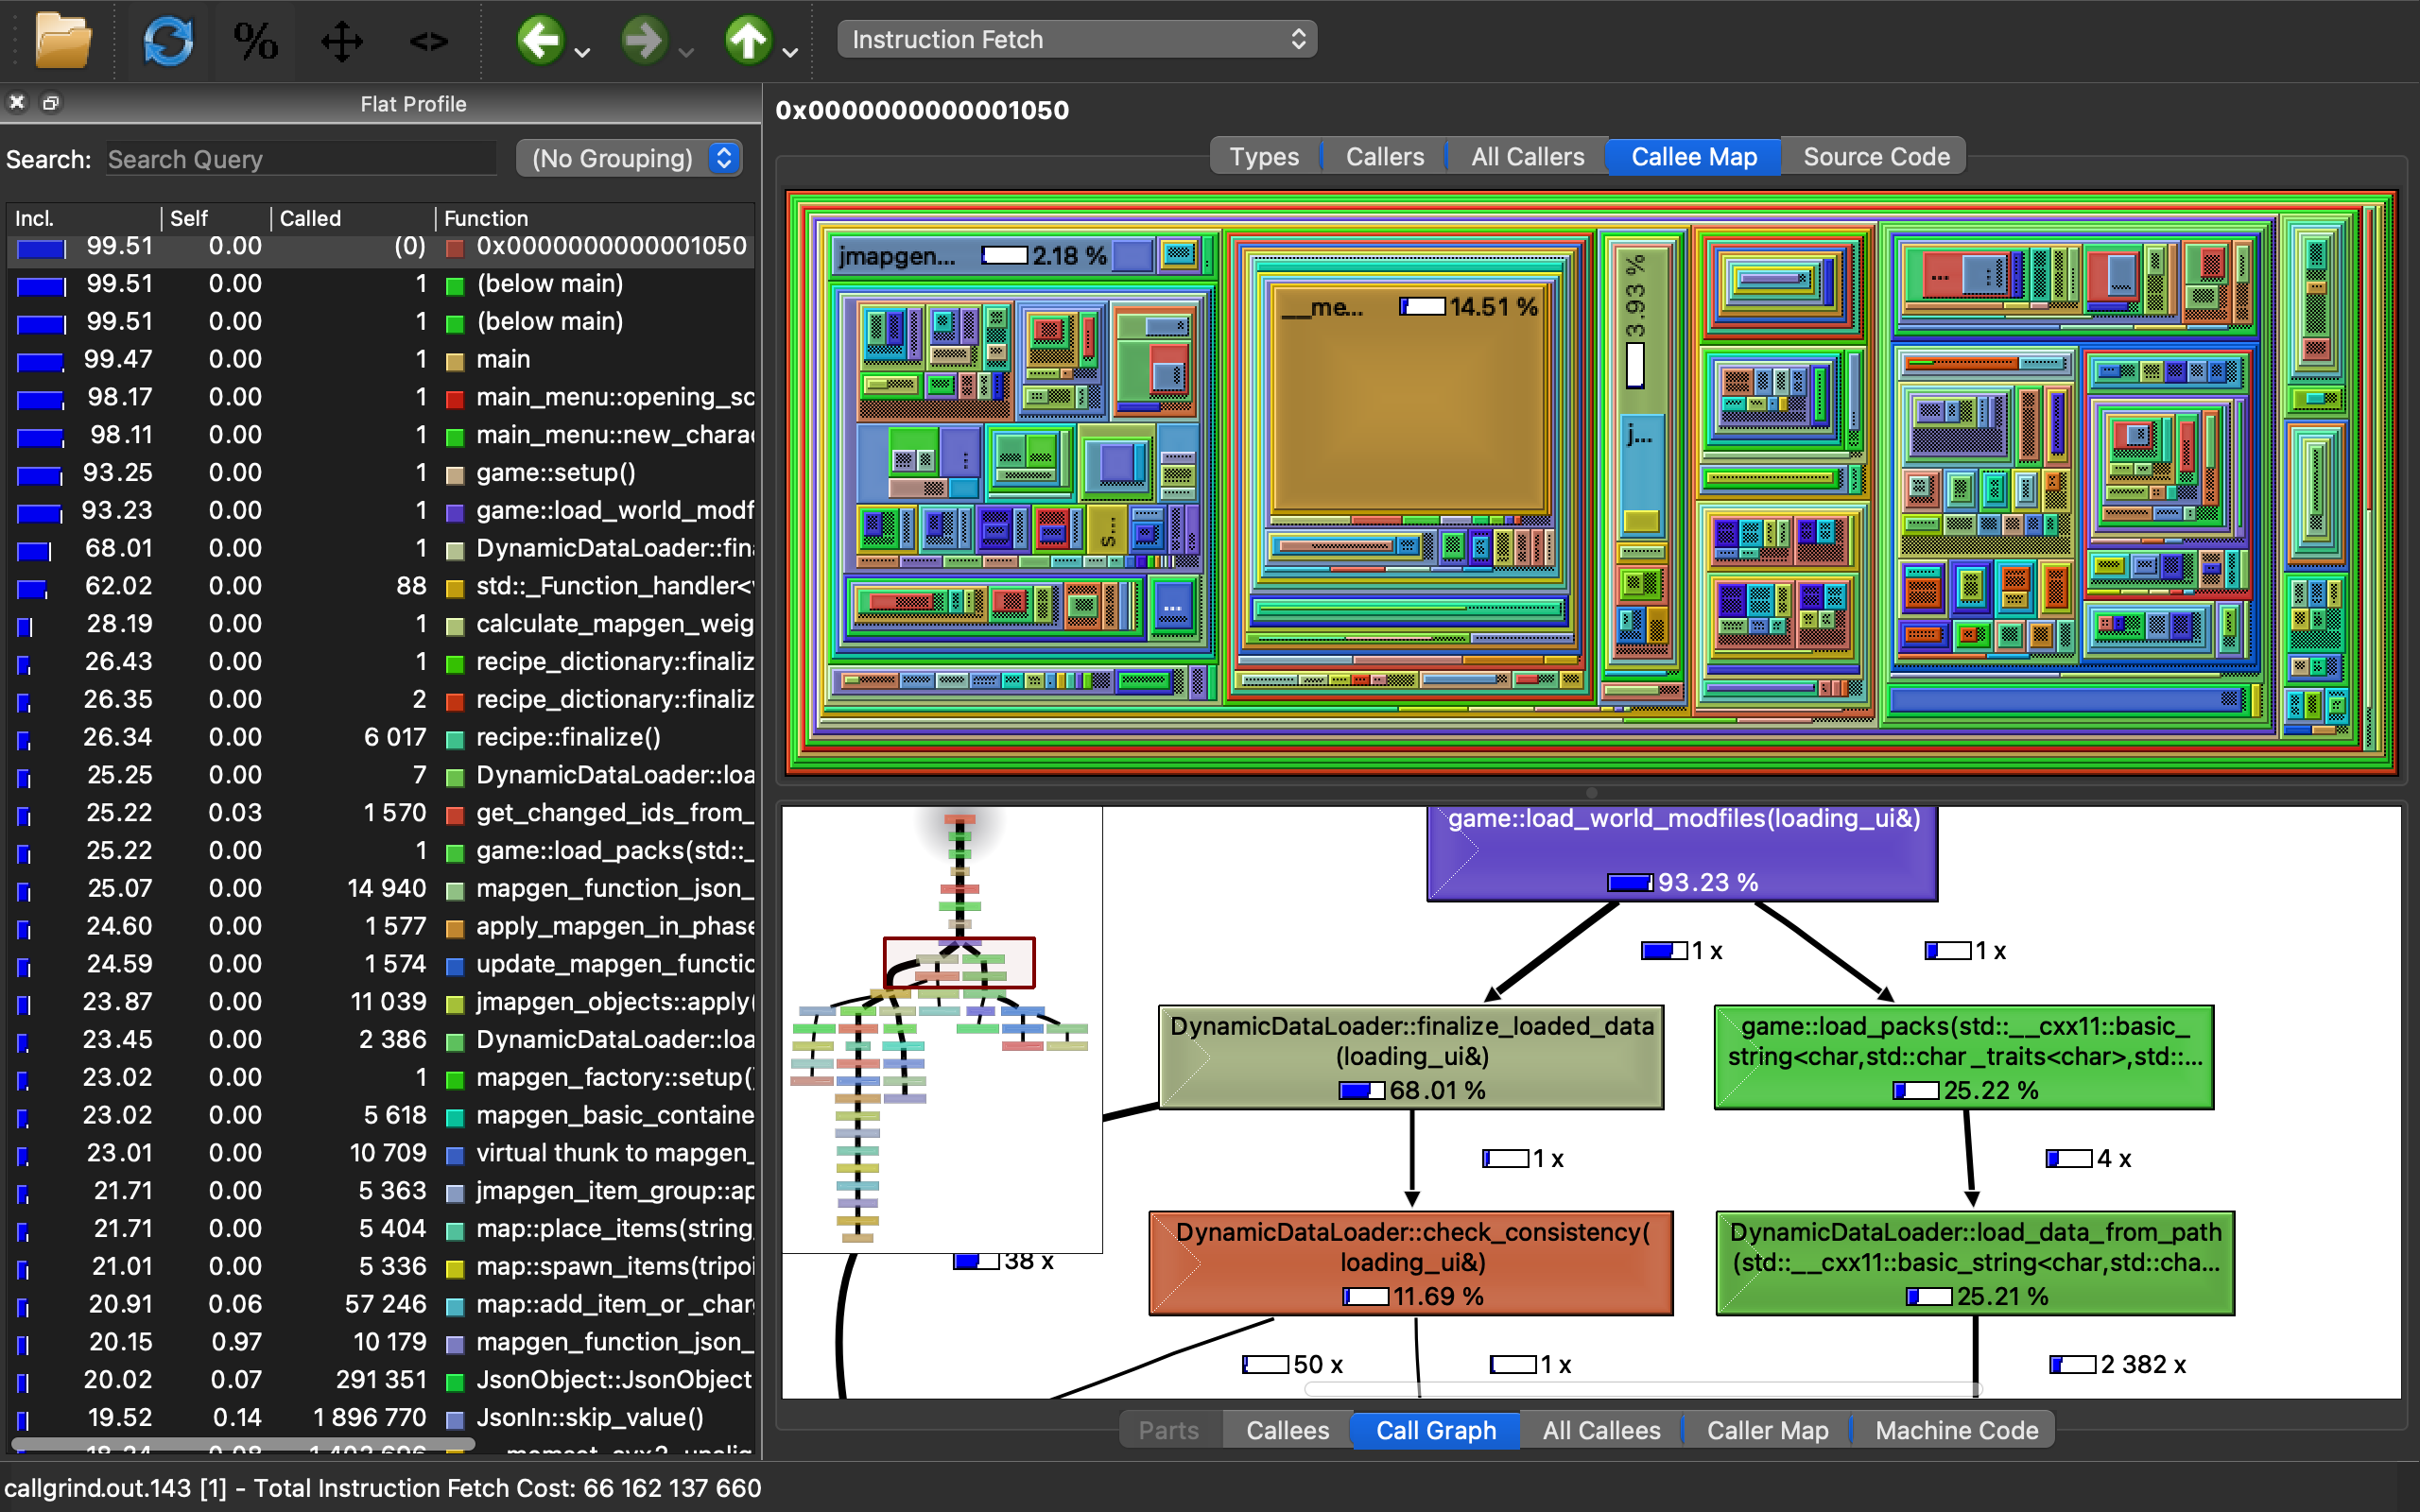 %
<>
Instruction Fetch
Flat Profile
Search: Search Query (No Grouping)
Incl. Self Called Function
99.51 0.00 (0) 0x0000000000001050
99.51 0.00 1 (below main)
99.51 0.00 1 (below main)
99.47 0.00 1 main
98.17 0.00 1 main_menu::opening_sc
98.11 0.00 1 main_menu::new_charac
93.25 0.00 1 game::setup()
93.23 0.00 1 game::load_world_modf
68.01 0.00 1 DynamicDataLoader::fina
62.02 0.00 88 std::_Function_handler<v
28.19 0.00 1 calculate_mapgen_weig
26.43 0.00 1 recipe_dictionary::finaliz
26.35 0.00 2 recipe_dictionary::finaliz
26.34 0.00 6 017 recipe::finalize()
25.25 0.00 7 DynamicDataLoader::loa
25.22 0.03 1 570 get_changed_ids_from_
25.22 0.00 1 game::load_packs(std::_
25.07 0.00 14 940 mapgen_function_json_
24.60 0.00 1 577 apply_mapgen_in_phase
24.59 0.00 1 574 update_mapgen_functio
23.87 0.00 11 039 jmapgen_objects::apply(
23.45 0.00 2 386 DynamicDataLoader::loa
23.02 0.00 1 mapgen_factory::setup()
23.02 0.00 5 618 mapgen_basic_containe
23.01 0.00 10 709 virtual thunk to mapgen_
21.71 0.00 5 363 jmapgen_item_group::ap
21.71 0.00 5 404 map::place_items(string_
21.01 0.00 5 336 map::spawn_items(tripoi
20.91 0.06 57 246 map::add_item_or_charg
20.15 0.97 10 179 mapgen_function_json_
20.02 0.07 291 351 JsonObject::JsonObject
19.52 0.14 1 896 770 JsonIn::skip_value()
0x0000000000001050
Types Callers All Callers Callee Map Source Code
jmapgen... 2.18 %
__me... 14.51 %
3.93 %
j...
s...
...
...
game::load_world_modfiles(loading_ui&)
93.23 %
1 x 1 x
DynamicDataLoader::finalize_loaded_data
(loading_ui&)
68.01 %
game::load_packs(std::__cxx11::basic_
string<char,std::char_traits<char>,std::...
25.22 %
1 x 4 x
38 x
DynamicDataLoader::check_consistency(
loading_ui&)
11.69 %
DynamicDataLoader::load_data_from_path
(std::__cxx11::basic_string<char,std::cha...
25.21 %
50 x 1 x 2 382 x
Parts Callees Call Graph All Callees Caller Map Machine Code
callgrind.out.143 [1] - Total Instruction Fetch Cost: 66 162 137 660